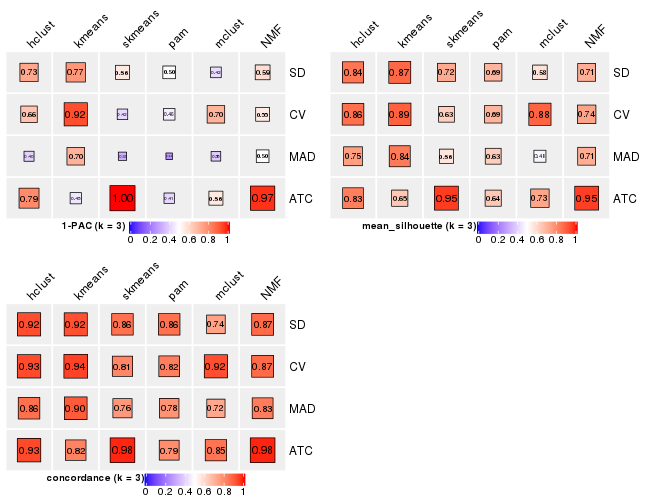 hclust kmeans skmeans pam mclust NMF
0.73 0.77 0.56 0.50 0.59 SD
0.66 0.92 0.70 0.55 CV
0.70 0.50 MAD
0.79 1.00 0.56 0.97 ATC
1-PAC (k = 3)
0 0.2 0.4 0.6 0.8 1
hclust kmeans skmeans pam mclust NMF
0.84 0.87 0.72 0.69 0.58 0.71 SD
0.86 0.89 0.63 0.69 0.88 0.74 CV
0.75 0.84 0.56 0.63 0.71 MAD
0.83 0.65 0.95 0.64 0.73 0.95 ATC
mean_silhouette (k = 3)
0 0.2 0.4 0.6 0.8 1
hclust kmeans skmeans pam mclust NMF
0.92 0.92 0.86 0.86 0.74 0.87 SD
0.93 0.94 0.81 0.82 0.92 0.87 CV
0.86 0.90 0.76 0.78 0.72 0.83 MAD
0.93 0.82 0.98 0.79 0.85 0.98 ATC
concordance (k = 3)
0 0.2 0.4 0.6 0.8 1